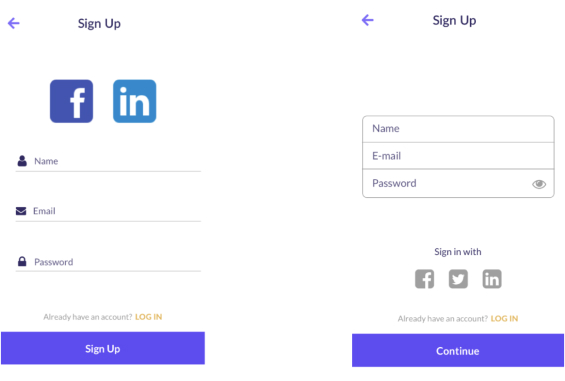 Sign Up
f in
Name
Email
Password
Already have an account? LOG IN
Sign Up
Sign Up
Name
E-mail
Password
Sign in with
f in
Already have an account? LOG IN
Continue